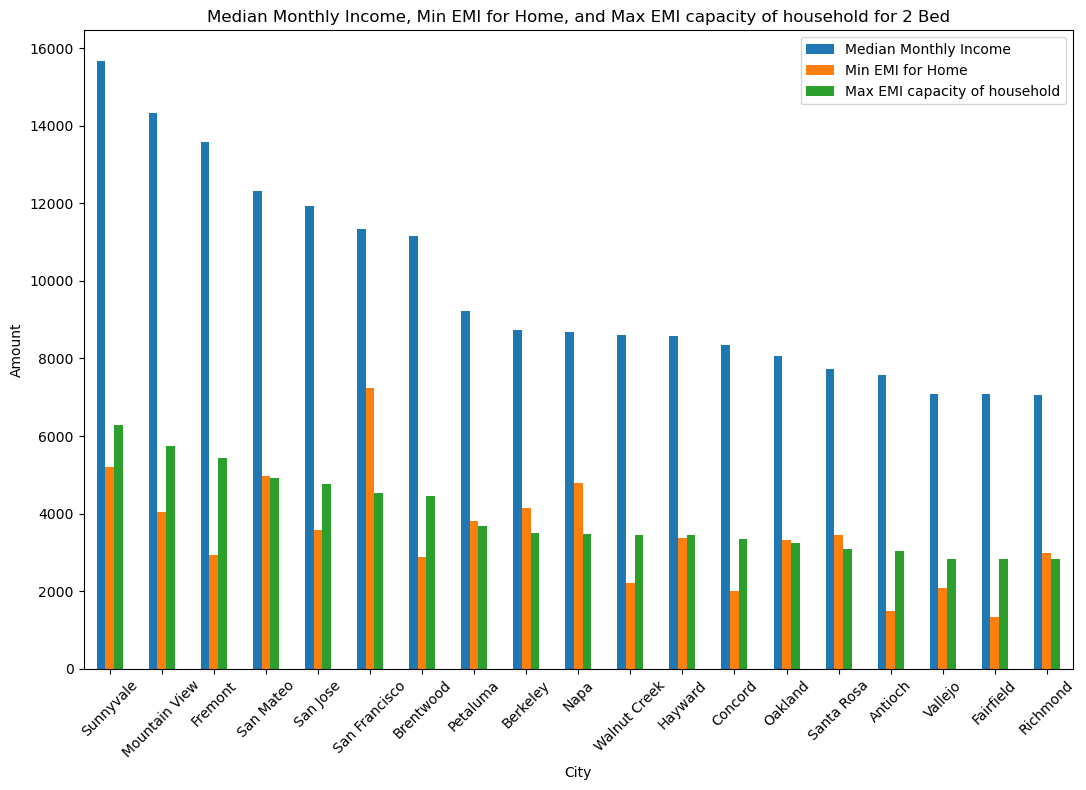 Median Monthly Income, Min EMI for Home, and Max EMI capacity of household for 2 Bed
Median Monthly Income
Min EMI for Home
Max EMI capacity of household
Amount
16000
14000
12000
10000
8000
6000
4000
2000
0
Sunnyvale
Mountain View
Fremont
San Mateo
San Jose
San Francisco
Brentwood
Petaluma
Berkeley
Napa
Walnut Creek
Hayward
Concord
Oakland
Santa Rosa
Antioch
Vallejo
Fairfield
Richmond
City